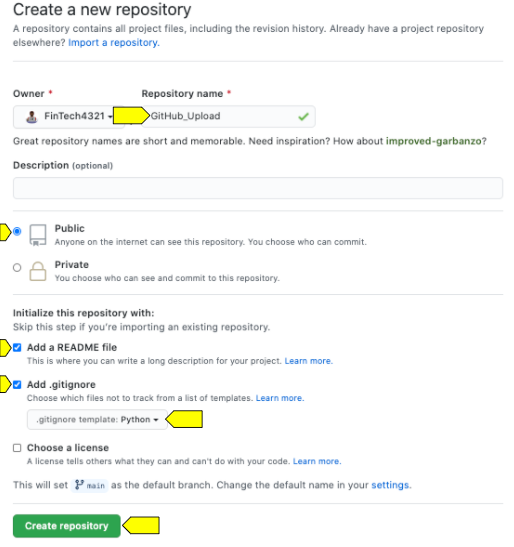 Create a new repository
A repository contains all project files, including the revision history. Already have a project repository
elsewhere? Import a repository.
Owner * Repository name *
FinTech4321 GitHub_Upload
Great repository names are short and memorable. Need inspiration? How about improved-garbanzo?
Description (optional)
Public
Anyone on the internet can see this repository. You choose who can commit.
Private
You choose who can see and commit to this repository.
Initialize this repository with:
Skip this step if you're importing an existing repository.
Add a README file
This is where you can write a long description for your project. Learn more.
Add .gitignore
Choose which files not to track from a list of templates. Learn more.
.gitignore template: Python
Choose a license
A license tells others what they can and can't do with your code. Learn more.
This will set main as the default branch. Change the default name in your settings.
Create repository